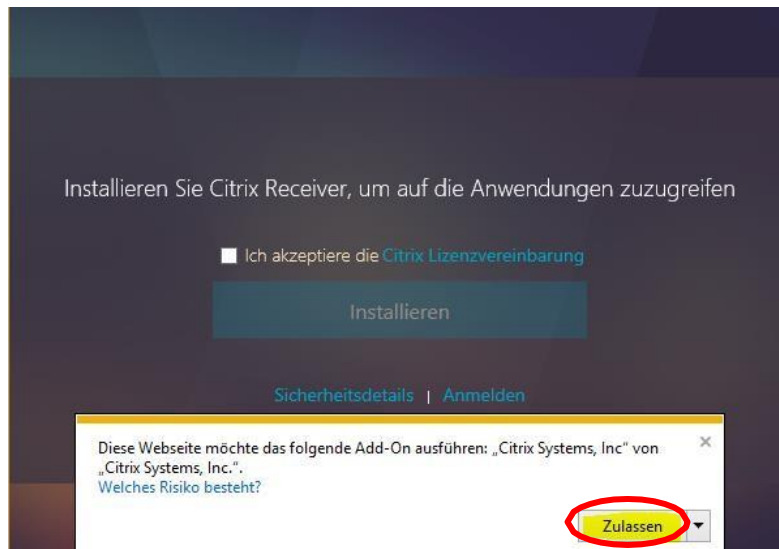 Installieren Sie Citrix Receiver, um auf die Anwendungen zuzugreifen
Ich akzeptiere die Citrix Lizenzvereinbarung
Installieren
Sicherheitsdetails | Anmelden
Diese Webseite möchte das folgende Add-On ausführen: „Citrix Systems, Inc" von
„Citrix Systems, Inc.".
Welches Risiko besteht?
Zulassen